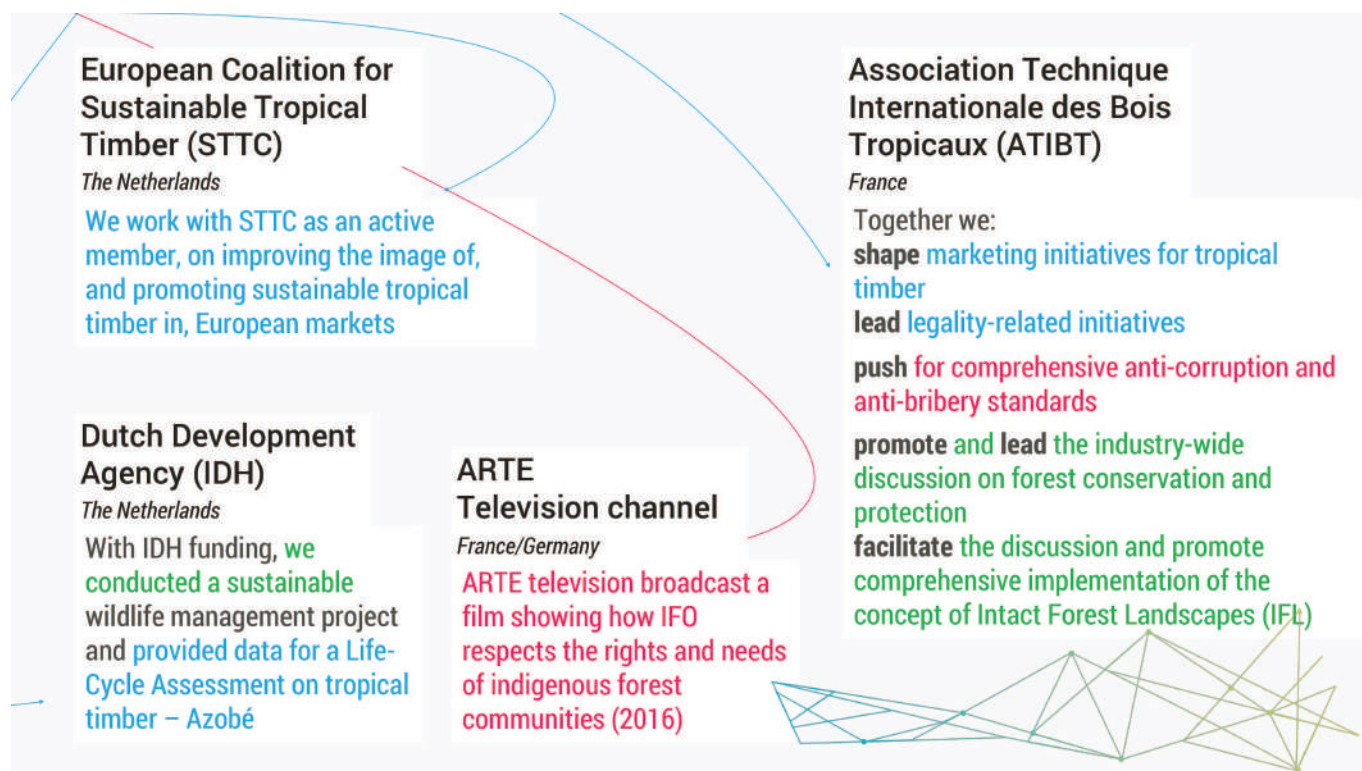 European Coalition for
Sustainable Tropical
Timber (STTC)
The Netherlands
We work with STTC as an active
member, on improving the image of,
and promoting sustainable tropical
timber in, European markets
Dutch Development
Agency (IDH)
The Netherlands
With IDH funding, we
conducted a sustainable
wildlife management project
and provided data for a Life-
Cycle Assessment on tropical
timber – Azobé
ARTE
Television channel
France/Germany
ARTE television broadcast a
film showing how IFO
respects the rights and needs
of indigenous forest
communities (2016)
Association Technique
Internationale des Bois
Tropicaux (ATIBT)
France
Together we:
shape marketing initiatives for tropical
timber
lead legality-related initiatives
push for comprehensive anti-corruption and
anti-bribery standards
promote and lead the industry-wide
discussion on forest conservation and
protection
facilitate the discussion and promote
comprehensive implementation of the
concept of Intact Forest Landscapes (IFL)